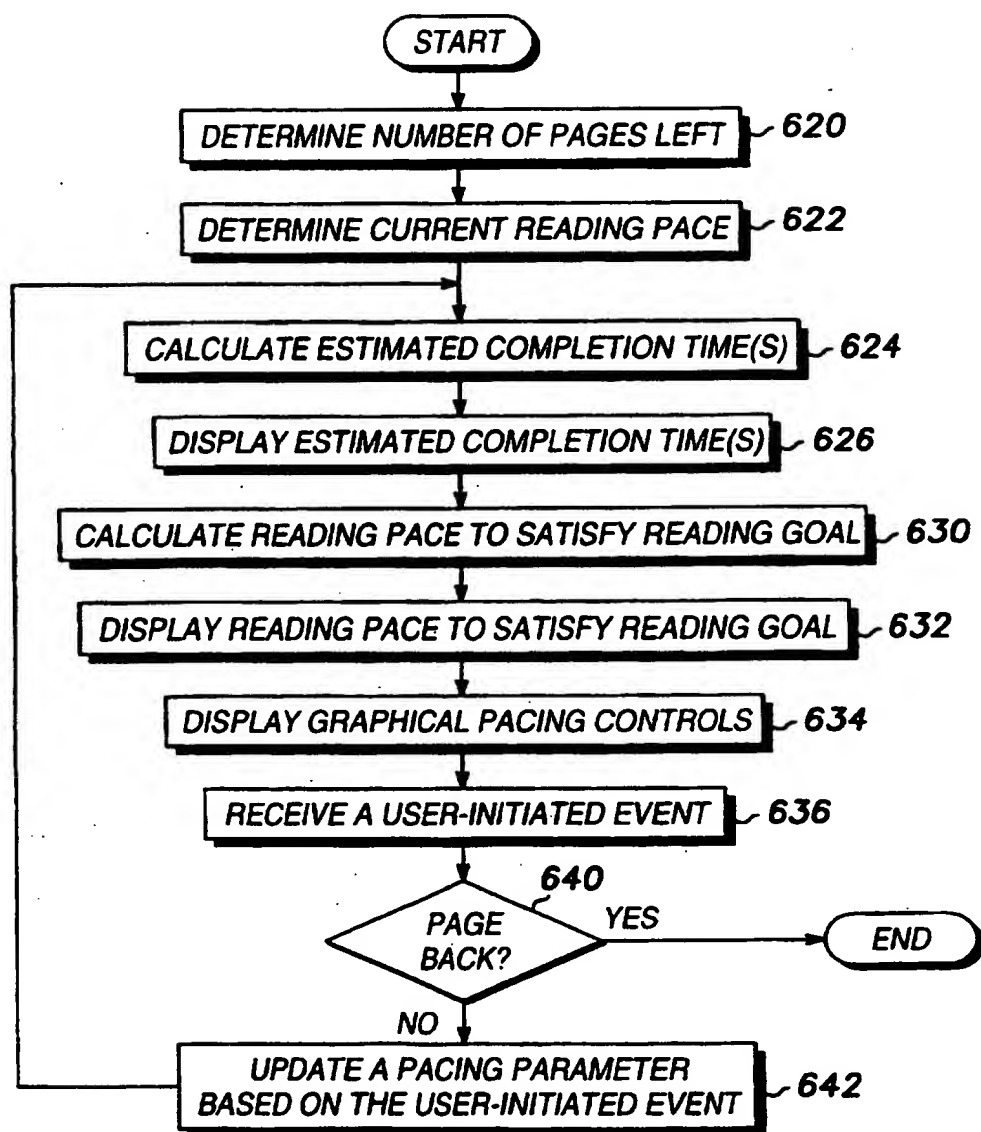 START
DETERMINE NUMBER OF PAGES LEFT 620
DETERMINE CURRENT READING PACE 622
CALCULATE ESTIMATED COMPLETION TIME(S) 624
DISPLAY ESTIMATED COMPLETION TIME(S) 626
CALCULATE READING PACE TO SATISFY READING GOAL 630
DISPLAY READING PACE TO SATISFY READING GOAL 632
DISPLAY GRAPHICAL PACING CONTROLS 634
RECEIVE A USER-INITIATED EVENT 636
640
PAGE
BACK?
YES
END
NO
UPDATE A PACING PARAMETER
BASED ON THE USER-INITIATED EVENT
642